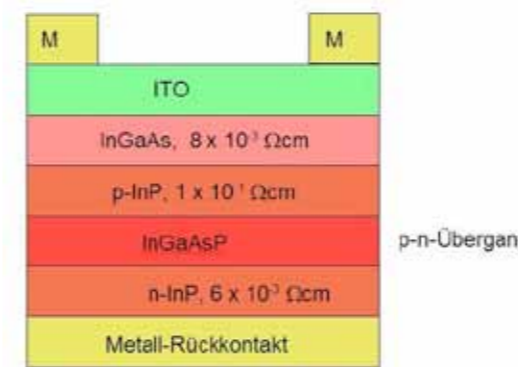 M M
ITO
InGaAs, 8 x 10⁻³ Ωcm
p-InP, 1 x 10⁻¹ Ωcm
InGaAsP
p-n-Übergan
n-InP, 6 x 10⁻³ Ωcm
Metall-Rückkontakt